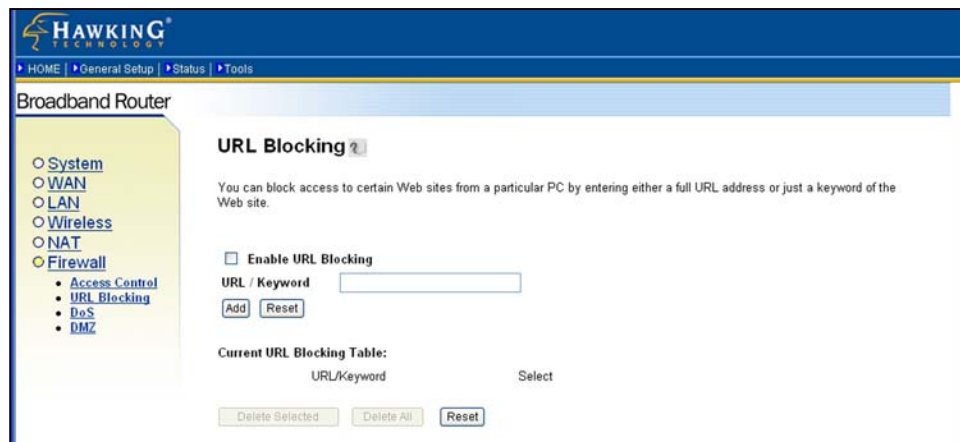 HAWKING®
TECHNOLOGY
HOME | General Setup | Status | Tools
Broadband Router
System
WAN
LAN
Wireless
NAT
Firewall
Access Control
URL Blocking
DoS
DMZ
URL Blocking
You can block access to certain Web sites from a particular PC by entering either a full URL address or just a keyword of the
Web site.
Enable URL Blocking
URL / Keyword
Add Reset
Current URL Blocking Table:
URL/Keyword Select
Delete Selected Delete All Reset